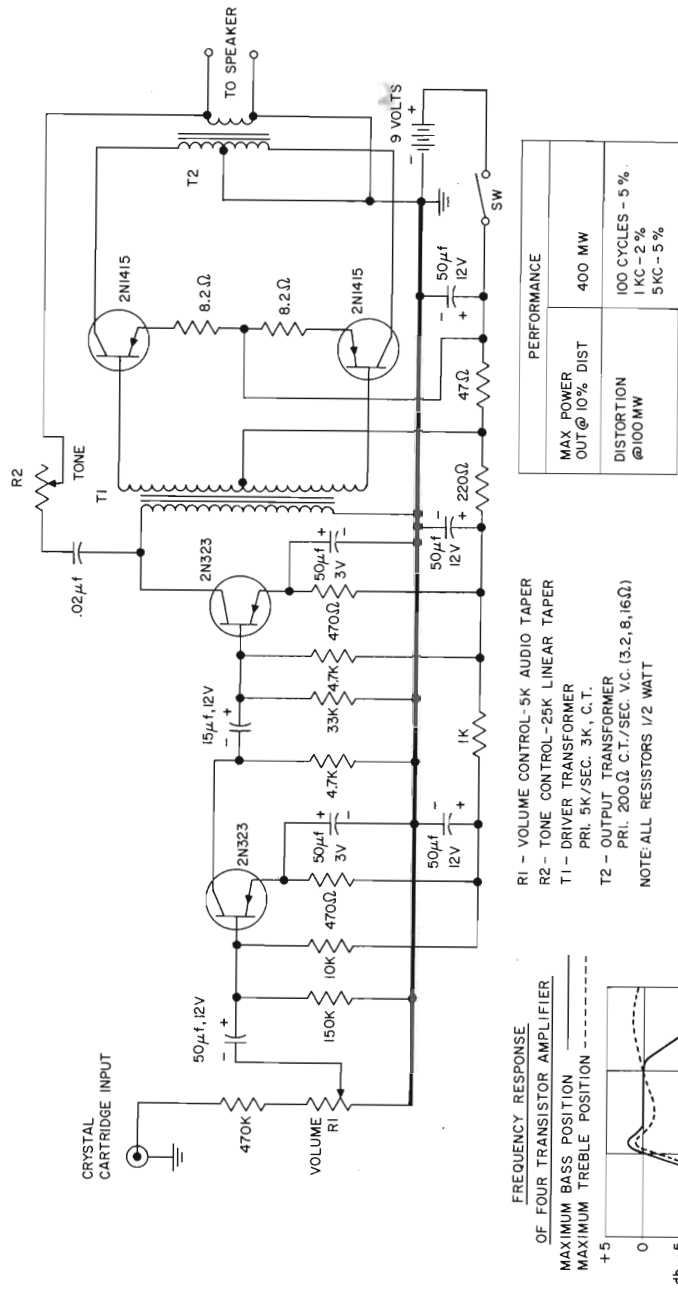 CRYSTAL
CARTRIDGE INPUT
470K
VOLUME
R1
50µf,12V
-
+
150K
10K
2N323
470Ω
50µf
3V
+
-
50µf
12V
-
+
4.7K
15µf,12V
-
+
33K
4.7K
2N323
470Ω
50µf
3V
+
-
1K
.02µf
R2
TONE
T1
50µf
12V
-
+
220Ω
47Ω
2N1415
8.2Ω
8.2Ω
2N1415
T2
TO SPEAKER
50µf
12V
-
+
9 VOLTS
-
+
SW
FREQUENCY RESPONSE
OF FOUR TRANSISTOR AMPLIFIER
MAXIMUM BASS POSITION
MAXIMUM TREBLE POSITION
+5
0
db
5
R1 - VOLUME CONTROL-5K AUDIO TAPER
R2 - TONE CONTROL-25K LINEAR TAPER
T1 - DRIVER TRANSFORMER
PRI. 5K/SEC. 3K, C.T.
T2 - OUTPUT TRANSFORMER
PRI. 200Ω C.T./SEC. V.C. (3.2,8,16Ω)
NOTE: ALL RESISTORS 1/2 WATT
PERFORMANCE
MAX POWER
OUT @ 10% DIST
400 MW
DISTORTION
@100MW
100 CYCLES - 5%
1 KC - 2 %
5 KC - 5 %